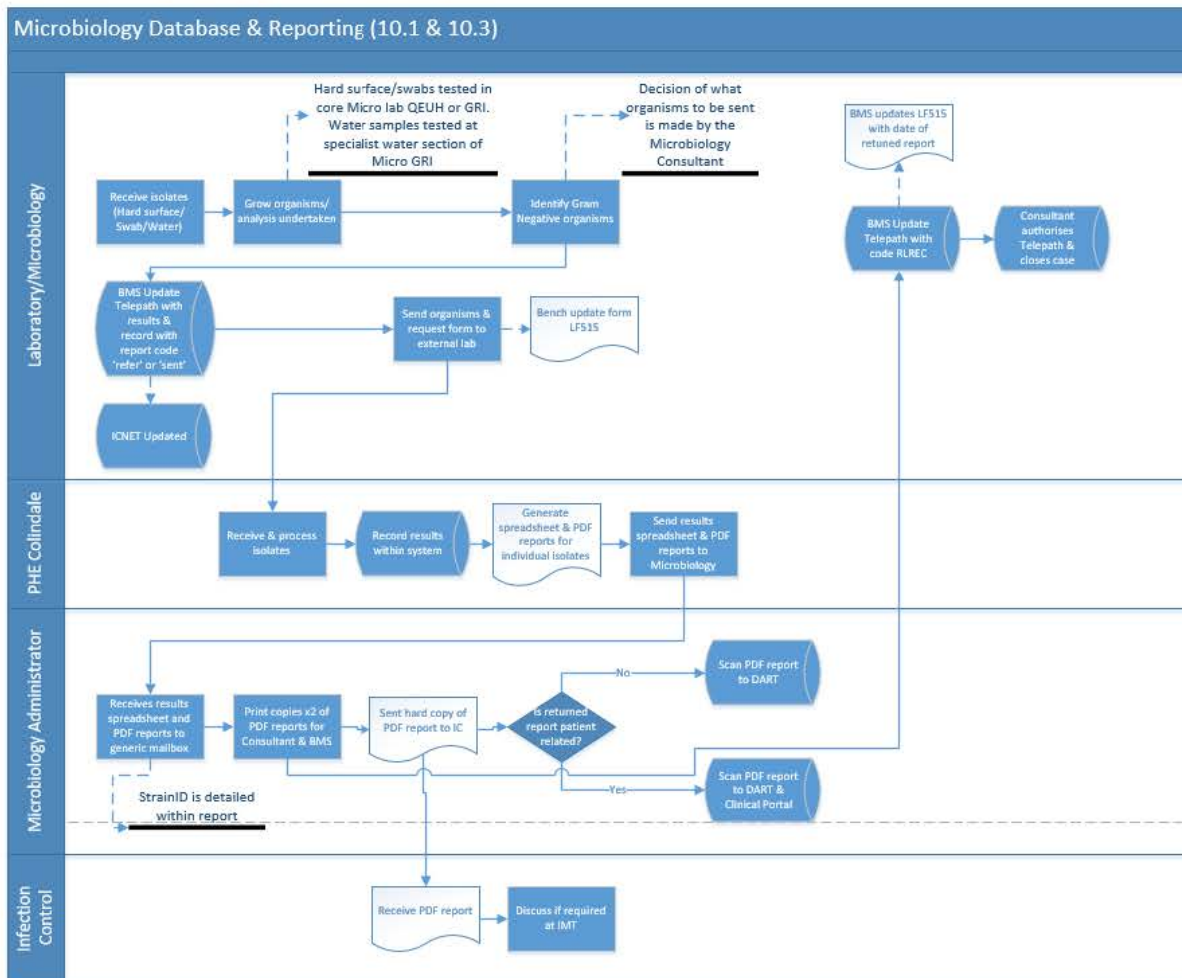 Microbiology Database & Reporting (10.1 & 10.3)
Laboratory/Microbiology
Hard surface/swabs tested in
core Micro lab QEUH or GRI.
Water samples tested at
specialist water section of
Micro GRI
Decision of what
organisms to be sent
is made by the
Microbiology
Consultant
BMS updates LF515
with date of
retuned report
Receive isolates
(Hard surface/
Swab/Water)
Grow organisms/
analysis undertaken
Identify Gram
Negative organisms
BMS Update
Telepath with
code RLREC
Consultant
authorises
Telepath &
closes case
BMS Update
Telepath with
results &
record with
report code
'refer' or 'sent'
Send organisms &
request form to
external lab
Bench update form
LF515
ICNET Updated
PHE Colindale
Receive & process
isolates
Record results
within system
Generate
spreadsheet & PDF
reports for
individual isolates
Send results
spreadsheet & PDF
reports to
Microbiology
Microbiology Administrator
Receives results
spreadsheet and
PDF reports to
generic mailbox
Print copies x2 of
PDF reports for
Consultant & BMS
Sent hard copy of
PDF report to IC
Is returned
report patient
related?
No
Scan PDF report
to DART
Yes
Scan PDF report
to DART &
Clinical Portal
StrainID is detailed
within report
Infection
Control
Receive PDF report
Discuss if required
at IMT